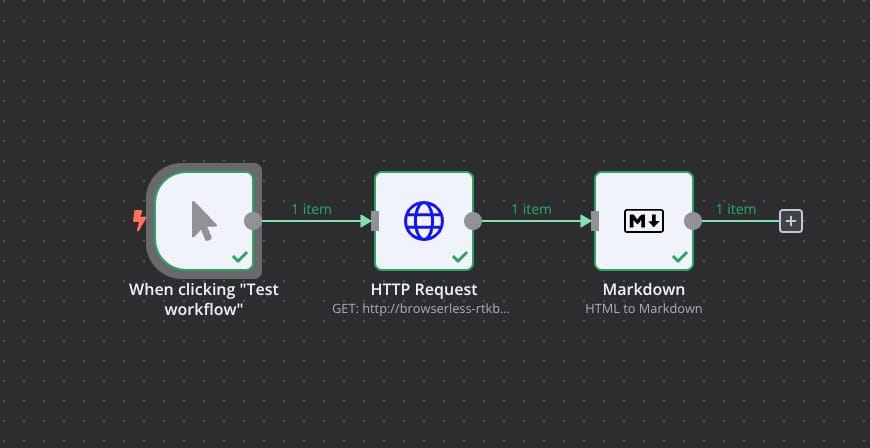 1 item
1 item
1 item
M
When clicking "Test
workflow"
HTTP Request
GET: http://browserless-rtkb...
Markdown
HTML to Markdown